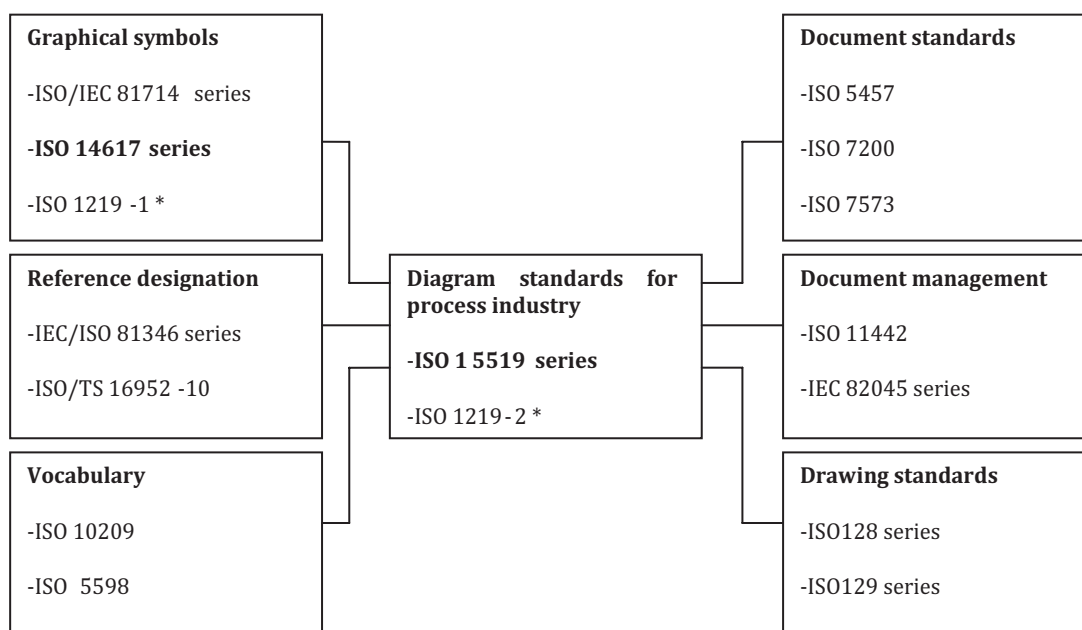 Graphical symbols
-ISO/IEC 81714 series
-ISO 14617 series
-ISO 1219 -1 *
Reference designation
-IEC/ISO 81346 series
-ISO/TS 16952 -10
Vocabulary
-ISO 10209
-ISO 5598
Diagram standards for
process industry
-ISO 1 5519 series
-ISO 1219 - 2 *
Document standards
-ISO 5457
-ISO 7200
-ISO 7573
Document management
-ISO 11442
-IEC 82045 series
Drawing standards
-ISO128 series
-ISO129 series